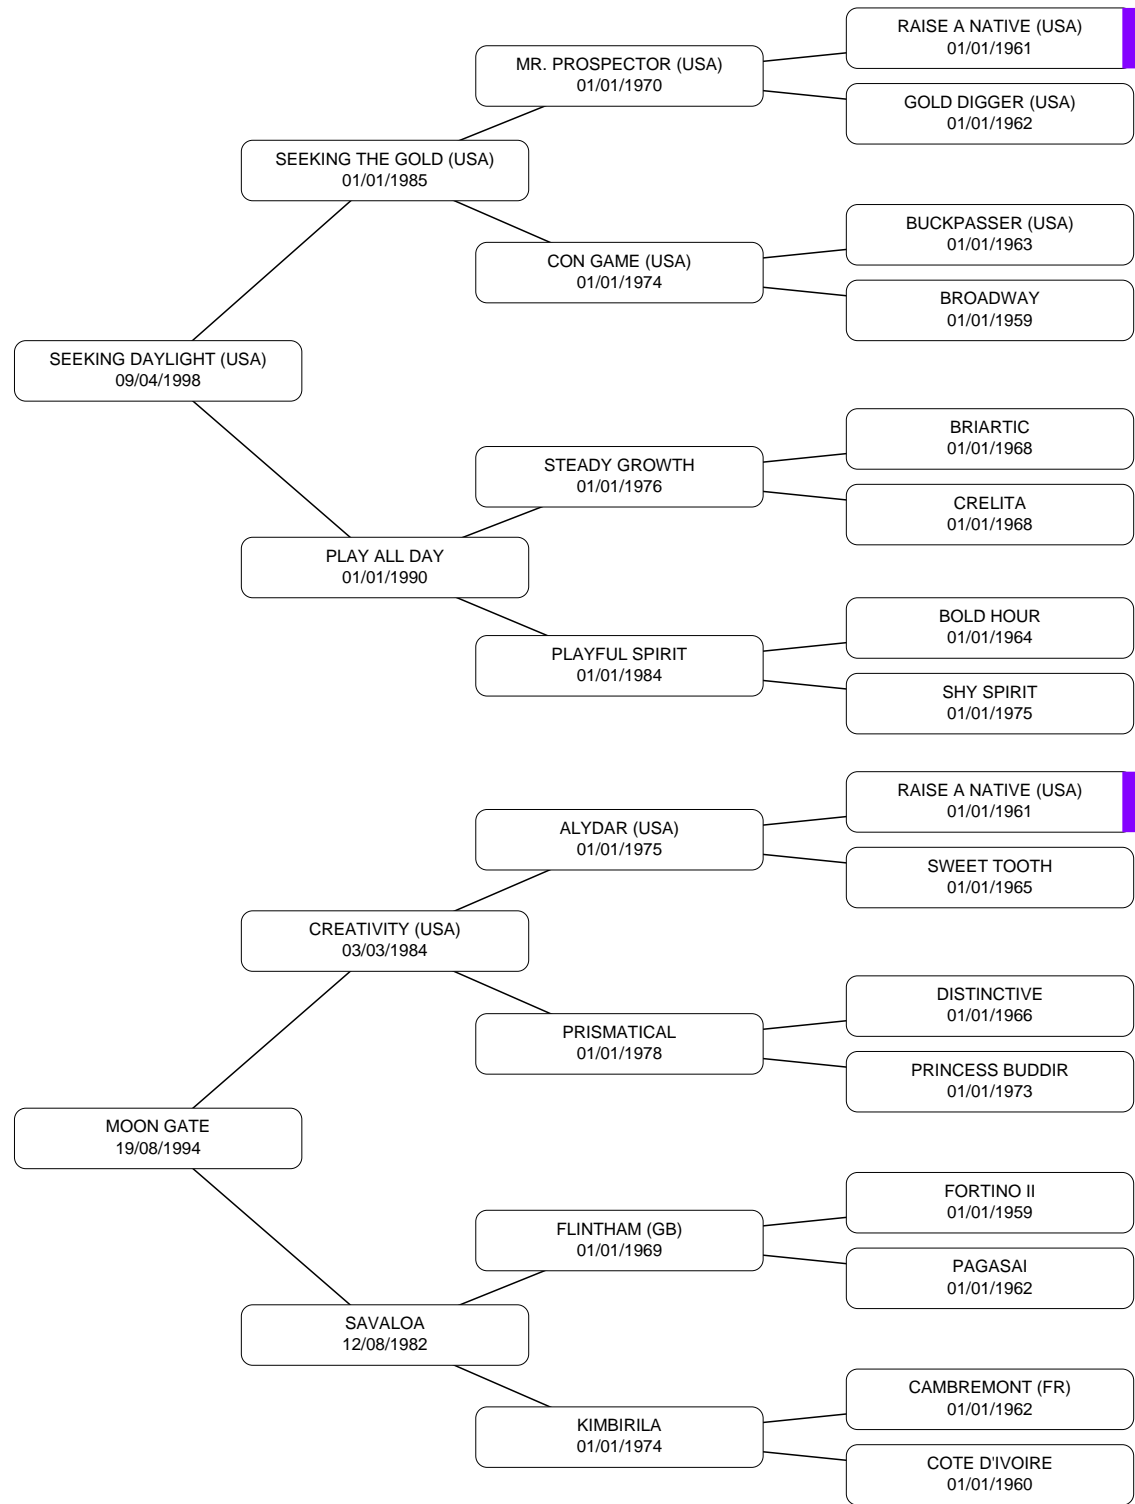 RAISE A NATIVE (USA)
01/01/1961
MR. PROSPECTOR (USA)
01/01/1970
GOLD DIGGER (USA)
01/01/1962
SEEKING THE GOLD (USA)
01/01/1985
BUCKPASSER (USA)
01/01/1963
CON GAME (USA)
01/01/1974
BROADWAY
01/01/1959
SEEKING DAYLIGHT (USA)
09/04/1998
BRIARTIC
01/01/1968
STEADY GROWTH
01/01/1976
CRELITA
01/01/1968
PLAY ALL DAY
01/01/1990
BOLD HOUR
01/01/1964
PLAYFUL SPIRIT
01/01/1984
SHY SPIRIT
01/01/1975
RAISE A NATIVE (USA)
01/01/1961
ALYDAR (USA)
01/01/1975
SWEET TOOTH
01/01/1965
CREATIVITY (USA)
03/03/1984
DISTINCTIVE
01/01/1966
PRISMATICAL
01/01/1978
PRINCESS BUDDIR
01/01/1973
MOON GATE
19/08/1994
FORTINO II
01/01/1959
FLINTHAM (GB)
01/01/1969
PAGASAI
01/01/1962
SAVALOA
12/08/1982
CAMBREMONT (FR)
01/01/1962
KIMBIRILA
01/01/1974
COTE D'IVOIRE
01/01/1960